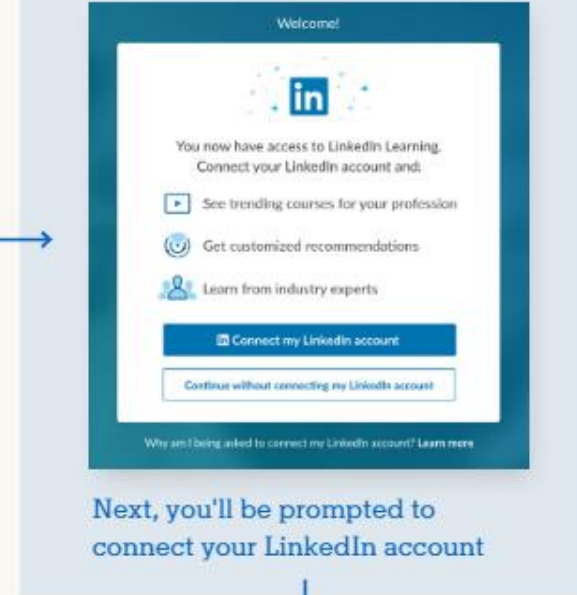 Welcome!
in
You now have access to LinkedIn Learning.
Connect your LinkedIn account and:
See trending courses for your profession
Get customized recommendations
Learn from industry experts
in Connect my LinkedIn account
Continue without connecting my LinkedIn account
Why am I being asked to connect my LinkedIn account? Learn more
Next, you'll be prompted to
connect your LinkedIn account